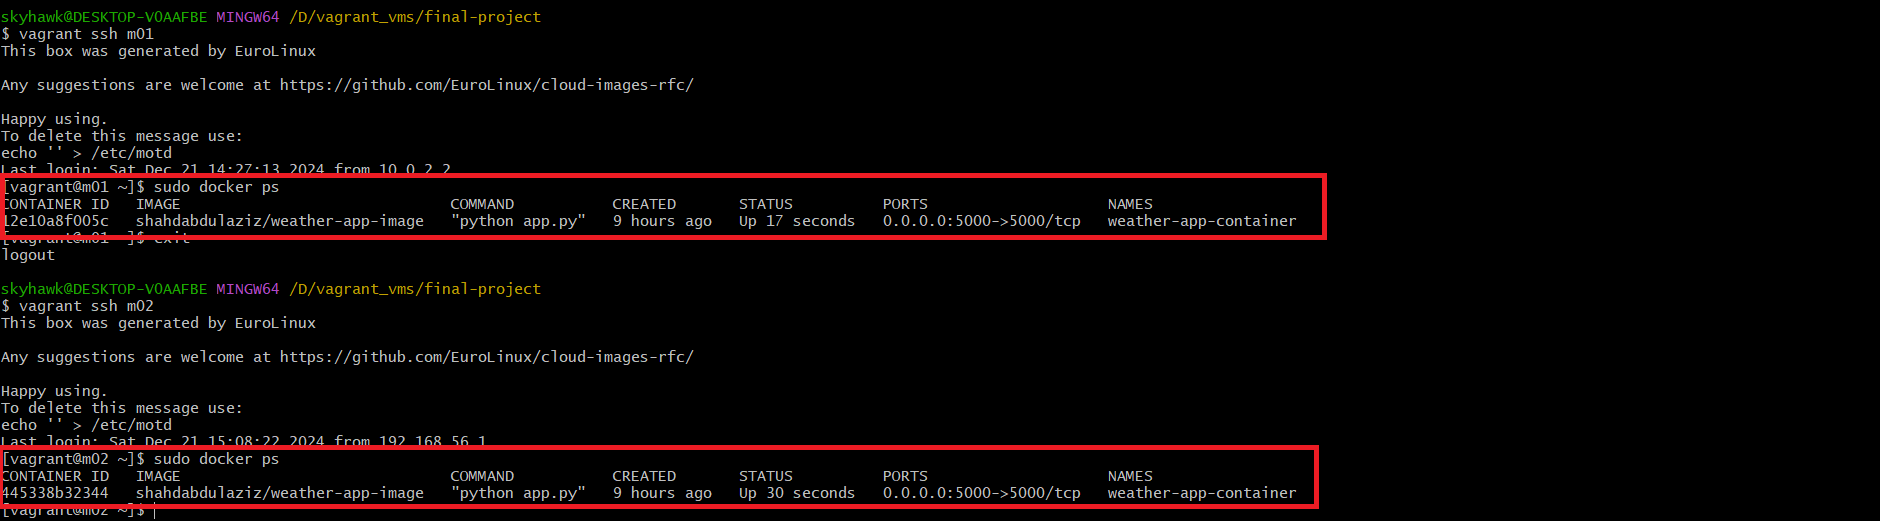 skyhawk@DESKTOP-V0AAFBE MINGW64 /D/vagrant_vms/final-project
$ vagrant ssh m01
This box was generated by EuroLinux
Any suggestions are welcome at https://github.com/EuroLinux/cloud-images-rfc/
Happy using.
To delete this message use:
echo '' > /etc/motd
Last login: Sat Dec 21 14:27:13 2024 from 10.0.2.2
[vagrant@m01 ~]$ sudo docker ps
CONTAINER ID   IMAGE                               COMMAND           CREATED       STATUS          PORTS                    NAMES
12e10a8f005c   shahdabdulaziz/weather-app-image   "python app.py"   9 hours ago   Up 17 seconds   0.0.0.0:5000->5000/tcp   weather-app-container
[vagrant@m01 ~]$ exit
logout
skyhawk@DESKTOP-V0AAFBE MINGW64 /D/vagrant_vms/final-project
$ vagrant ssh m02
This box was generated by EuroLinux
Any suggestions are welcome at https://github.com/EuroLinux/cloud-images-rfc/
Happy using.
To delete this message use:
echo '' > /etc/motd
Last login: Sat Dec 21 15:08:22 2024 from 192.168.56.1
[vagrant@m02 ~]$ sudo docker ps
CONTAINER ID   IMAGE                               COMMAND           CREATED       STATUS          PORTS                    NAMES
445338b32344   shahdabdulaziz/weather-app-image   "python app.py"   9 hours ago   Up 30 seconds   0.0.0.0:5000->5000/tcp   weather-app-container
[vagrant@m02 ~]$